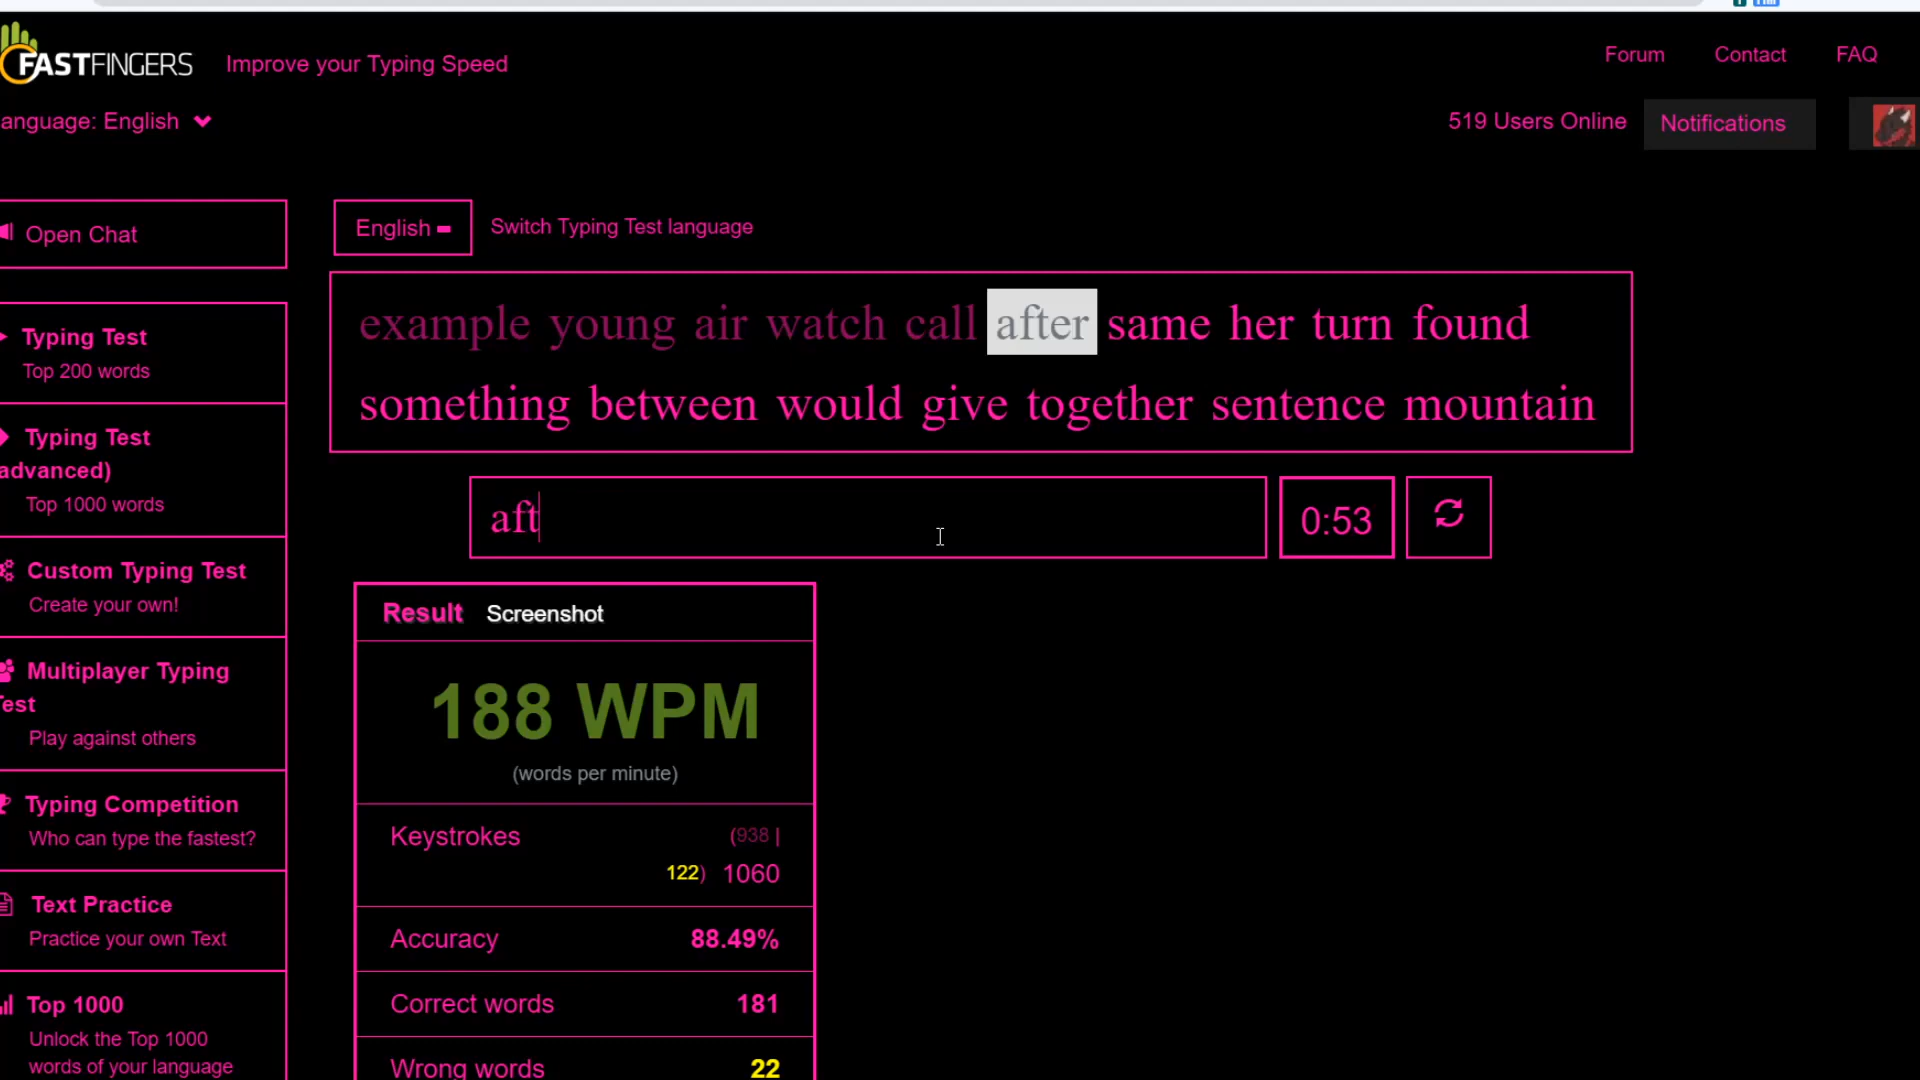 FASTFINGERS Improve your Typing Speed Forum Contact FAQ
anguage: English 519 Users Online Notifications
Open Chat
English Switch Typing Test language
example young air watch call after same her turn found
something between would give together sentence mountain
aft 0:53
Typing Test
Top 200 words
Typing Test
advanced)
Top 1000 words
Custom Typing Test
Create your own!
Multiplayer Typing
Test
Play against others
Typing Competition
Who can type the fastest?
Text Practice
Practice your own Text
Top 1000
Unlock the Top 1000
words of your language
Result Screenshot
188 WPM
(words per minute)
Keystrokes (938 |
122) 1060
Accuracy 88.49%
Correct words 181
Wrong words 22